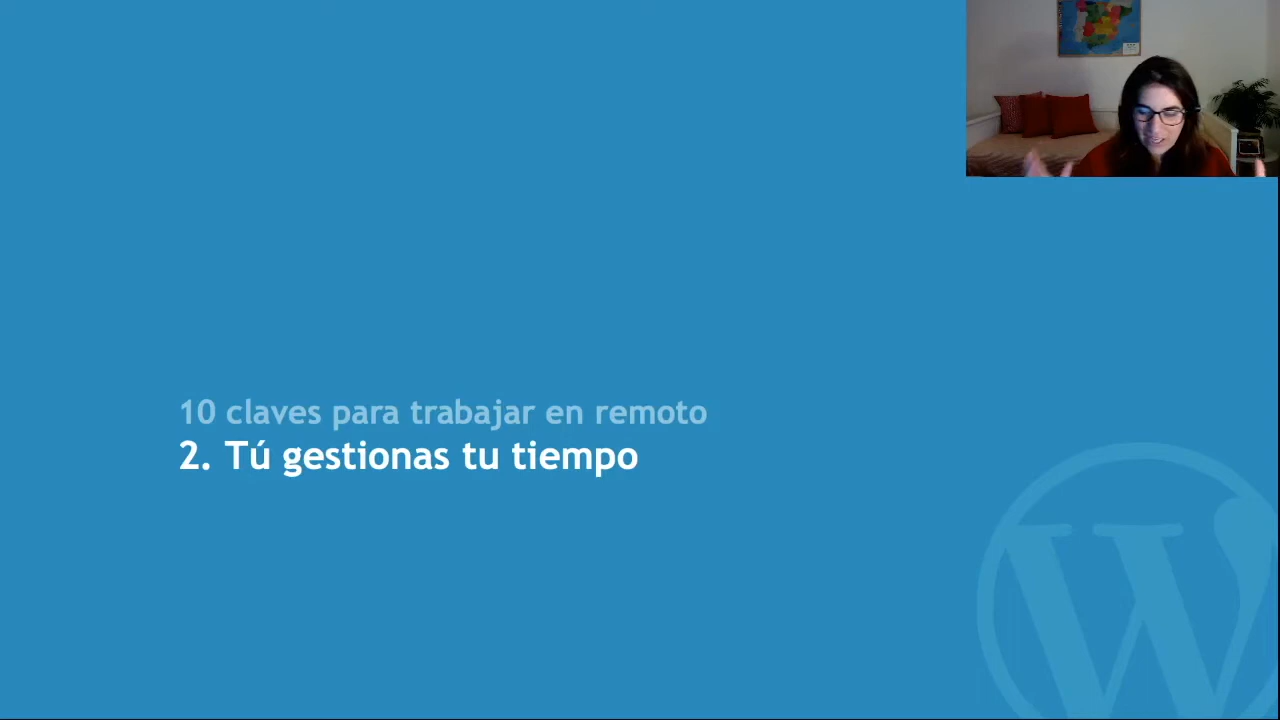 10 claves para trabajar en remoto
2. Tú gestionas tu tiempo